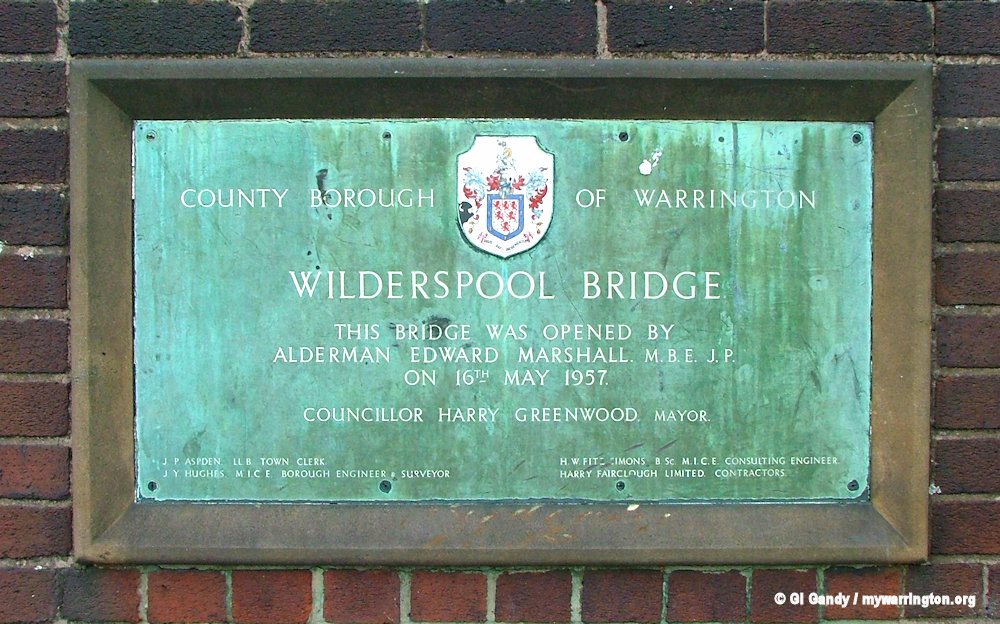 COUNTY BOROUGH OF WARRINGTON
WILDERSPOOL BRIDGE
THIS BRIDGE WAS OPENED BY
ALDERMAN EDWARD MARSHALL. M.B.E. J.P.
ON 16TH MAY 1957.
COUNCILLOR HARRY GREENWOOD. MAYOR.
J. P. ASPDEN. LL.B. TOWN CLERK.
J. Y. HUGHES. M.I.C.E. BOROUGH ENGINEER & SURVEYOR
H.W. FITZSIMONS. B.Sc. M.I.C.E. CONSULTING ENGINEER.
HARRY FAIRCLOUGH LIMITED. CONTRACTORS.
© GI Gandy / mywarrington.org